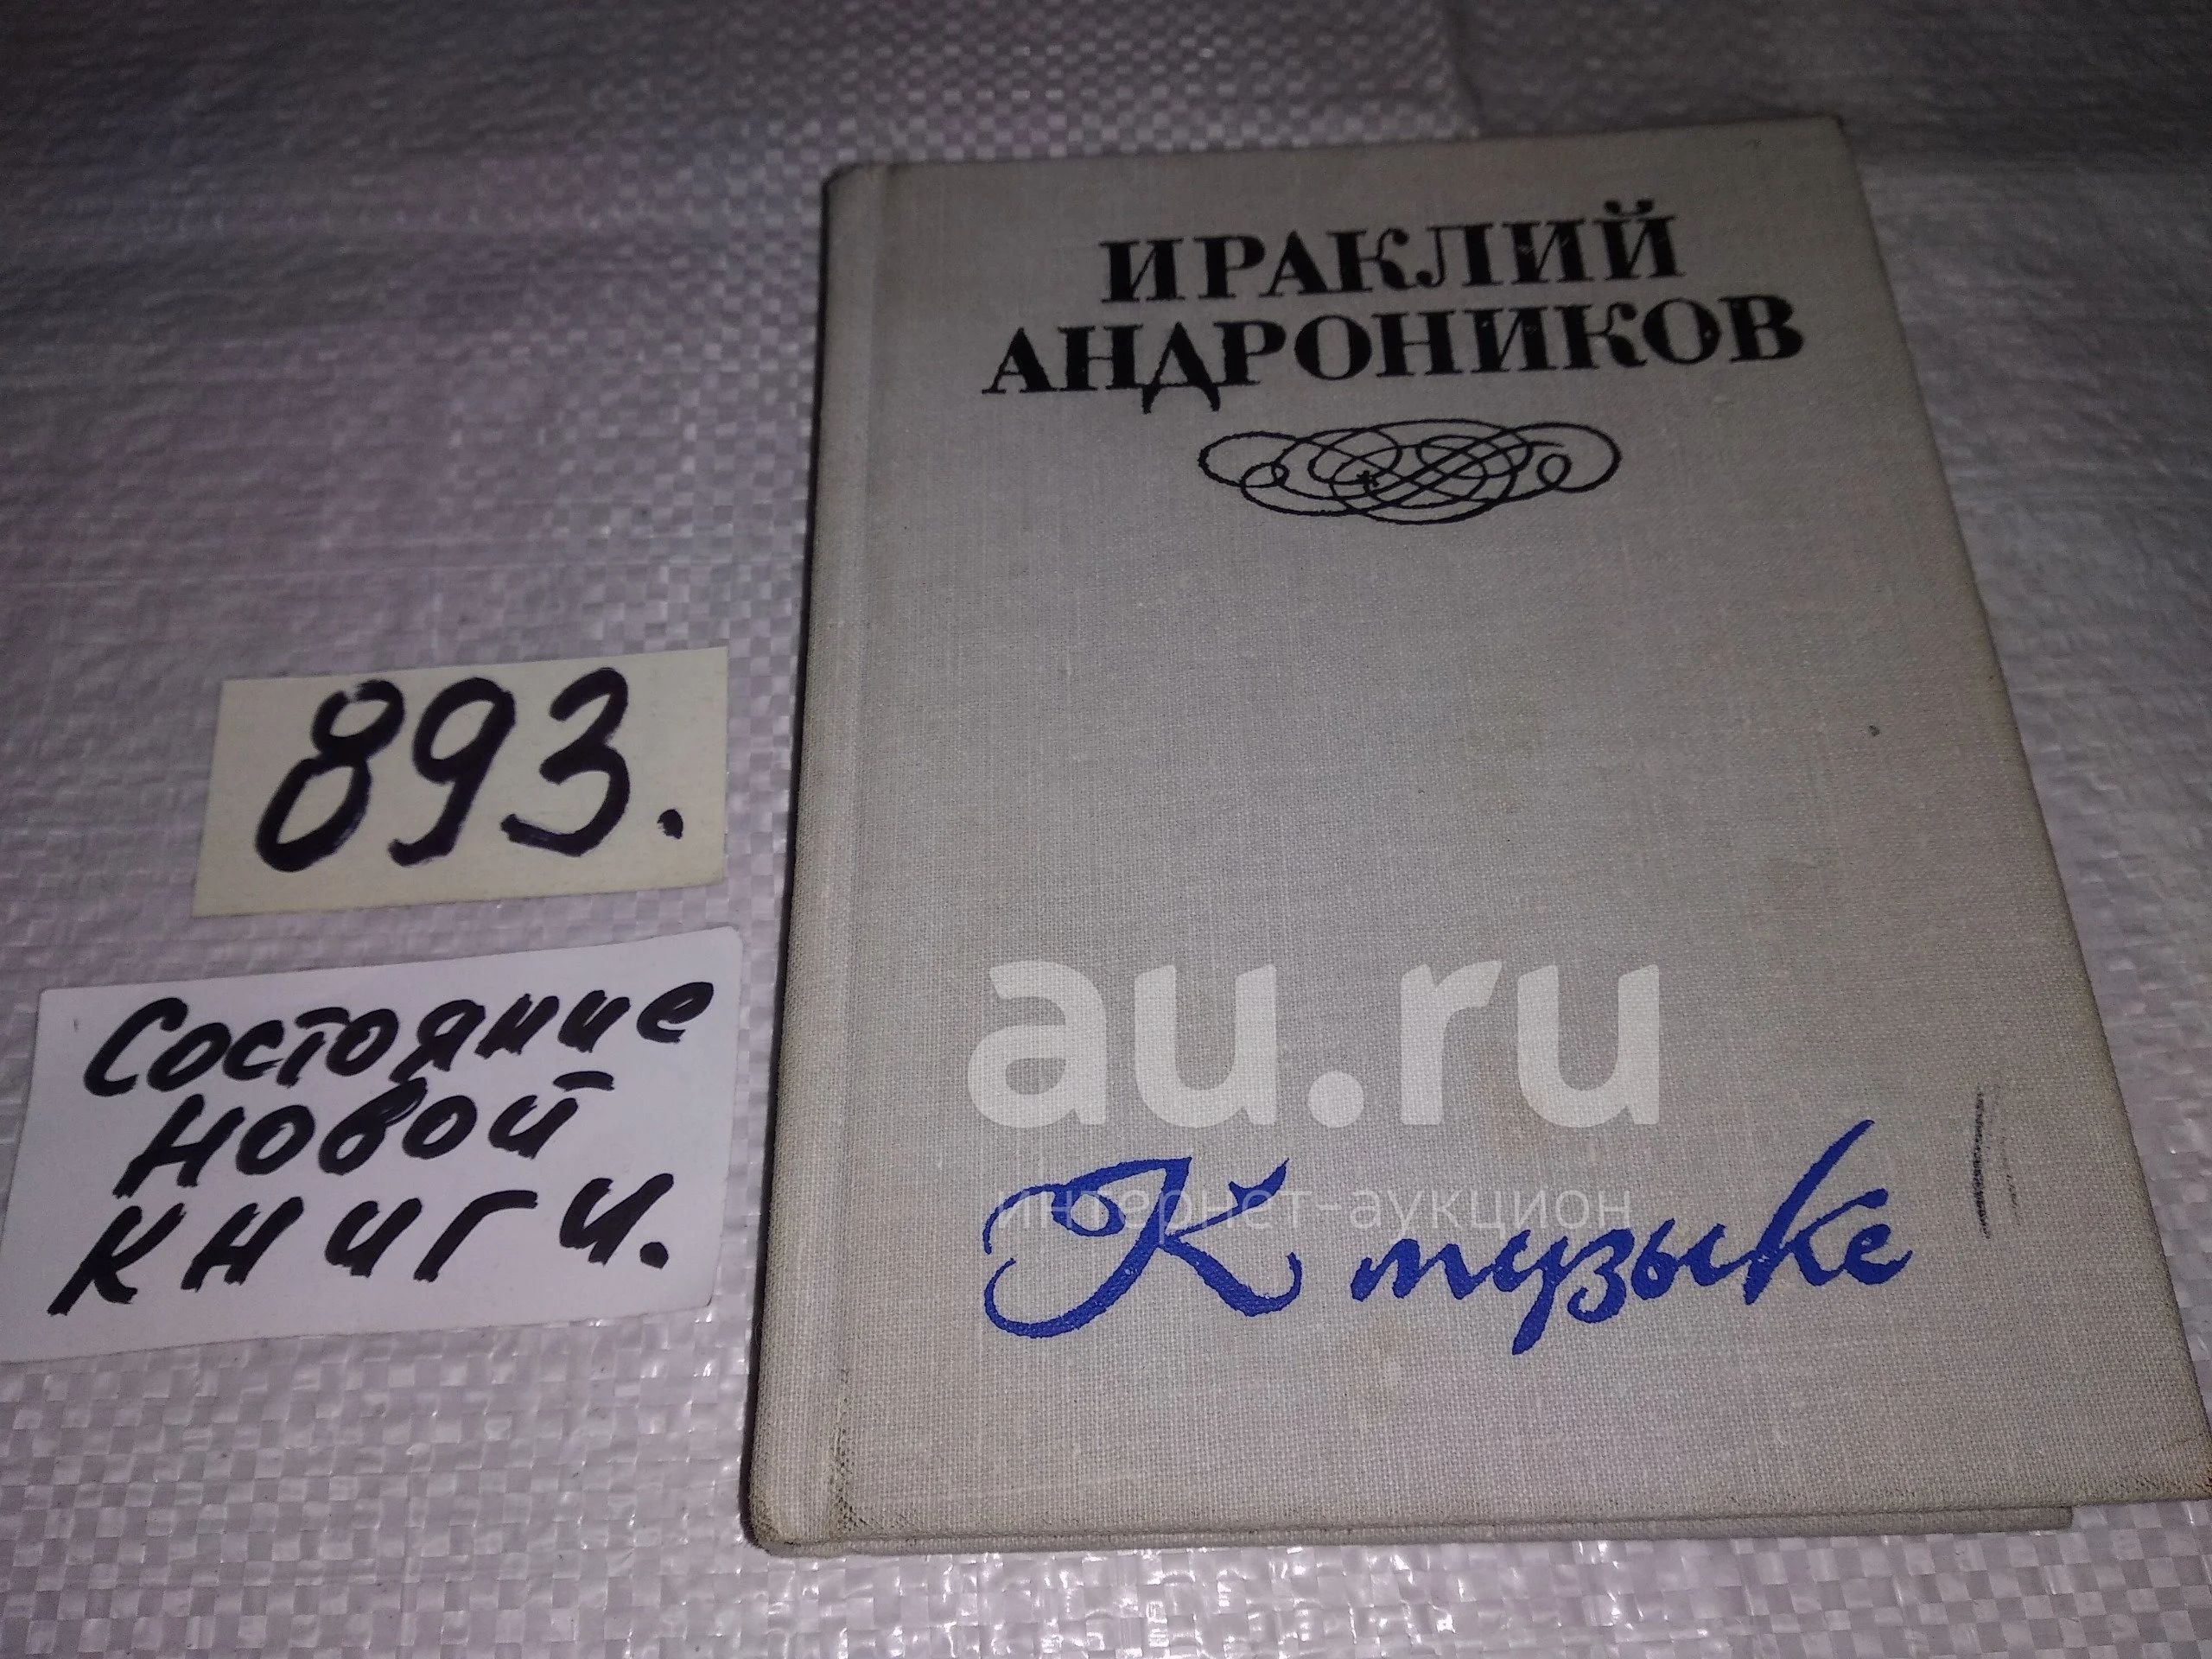 ИРАКЛИЙ
АНДРОНИКОВ
893.
Состояние
новой
книги.
au.ru
интернет-аукцион
К музыке